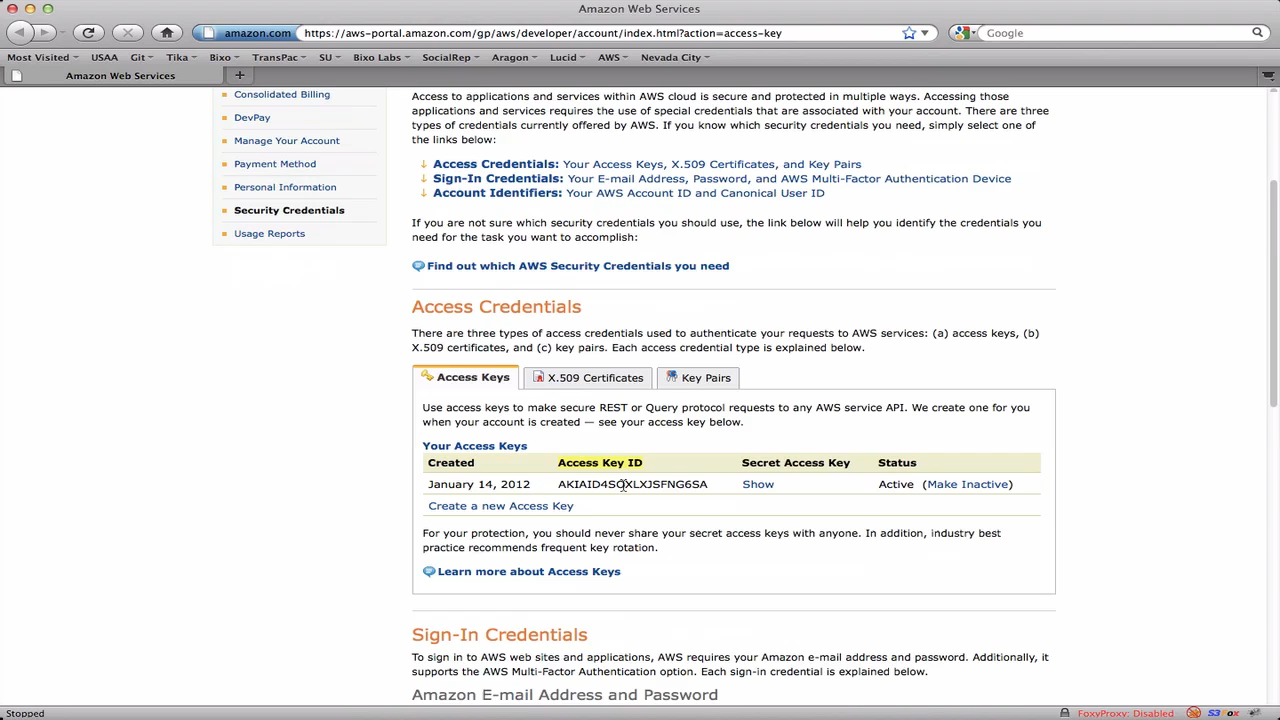 Amazon Web Services
amazon.com https://aws-portal.amazon.com/gp/aws/developer/account/index.html?action=access-key Google
Most Visited USAA Git Tika Bixo TransPac SU Bixo Labs SocialRep Aragon Lucid AWS Nevada City
Amazon Web Services +
Consolidated Billing
DevPay
Manage Your Account
Payment Method
Personal Information
Security Credentials
Usage Reports
Access to applications and services within AWS cloud is secure and protected in multiple ways. Accessing those
applications and services requires the use of special credentials that are associated with your account. There are three
types of credentials currently offered by AWS. If you know which security credentials you need, simply select one of
the links below:
Access Credentials: Your Access Keys, X.509 Certificates, and Key Pairs
Sign-In Credentials: Your E-mail Address, Password, and AWS Multi-Factor Authentication Device
Account Identifiers: Your AWS Account ID and Canonical User ID
If you are not sure which security credentials you should use, the link below will help you identify the credentials you
need for the task you want to accomplish:
Find out which AWS Security Credentials you need
Access Credentials
There are three types of access credentials used to authenticate your requests to AWS services: (a) access keys, (b)
X.509 certificates, and (c) key pairs. Each access credential type is explained below.
Access Keys X.509 Certificates Key Pairs
Use access keys to make secure REST or Query protocol requests to any AWS service API. We create one for you
when your account is created — see your access key below.
Your Access Keys
Created Access Key ID Secret Access Key Status
January 14, 2012 Show Active (Make Inactive)
Create a new Access Key
For your protection, you should never share your secret access keys with anyone. In addition, industry best
practice recommends frequent key rotation.
Learn more about Access Keys
Sign-In Credentials
To sign in to AWS web sites and applications, AWS requires your Amazon e-mail address and password. Additionally, it
supports the AWS Multi-Factor Authentication option. Each sign-in credential is explained below.
Amazon E-mail Address and Password
Stopped FoxyProxy: Disabled S3Fox